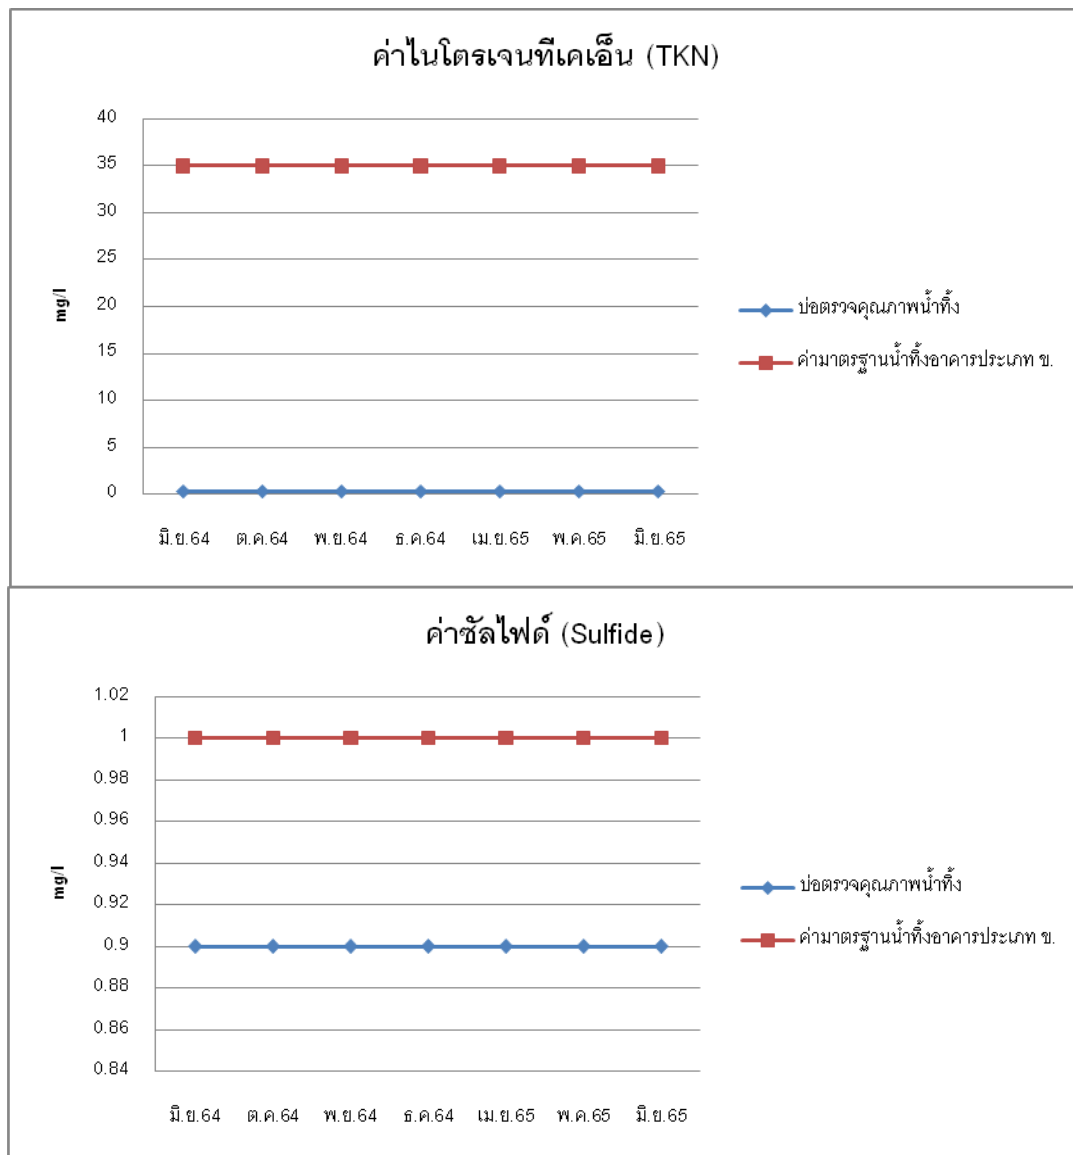 ค่าไนโตรเจนทีเคเอ็น (TKN)
40
35
30
25
20
15
10
5
0
mg/l
มิ.ย.64 ต.ค.64 พ.ย.64 ธ.ค.64 เม.ย.65 พ.ค.65 มิ.ย.65
บ่อตรวจคุณภาพน้ำทิ้ง
ค่ามาตรฐานน้ำทิ้งอาคารประเภท ข.
ค่าซัลไฟด์ (Sulfide)
1.02
1
0.98
0.96
0.94
0.92
0.9
0.88
0.86
0.84
mg/l
มิ.ย.64 ต.ค.64 พ.ย.64 ธ.ค.64 เม.ย.65 พ.ค.65 มิ.ย.65
บ่อตรวจคุณภาพน้ำทิ้ง
ค่ามาตรฐานน้ำทิ้งอาคารประเภท ข.